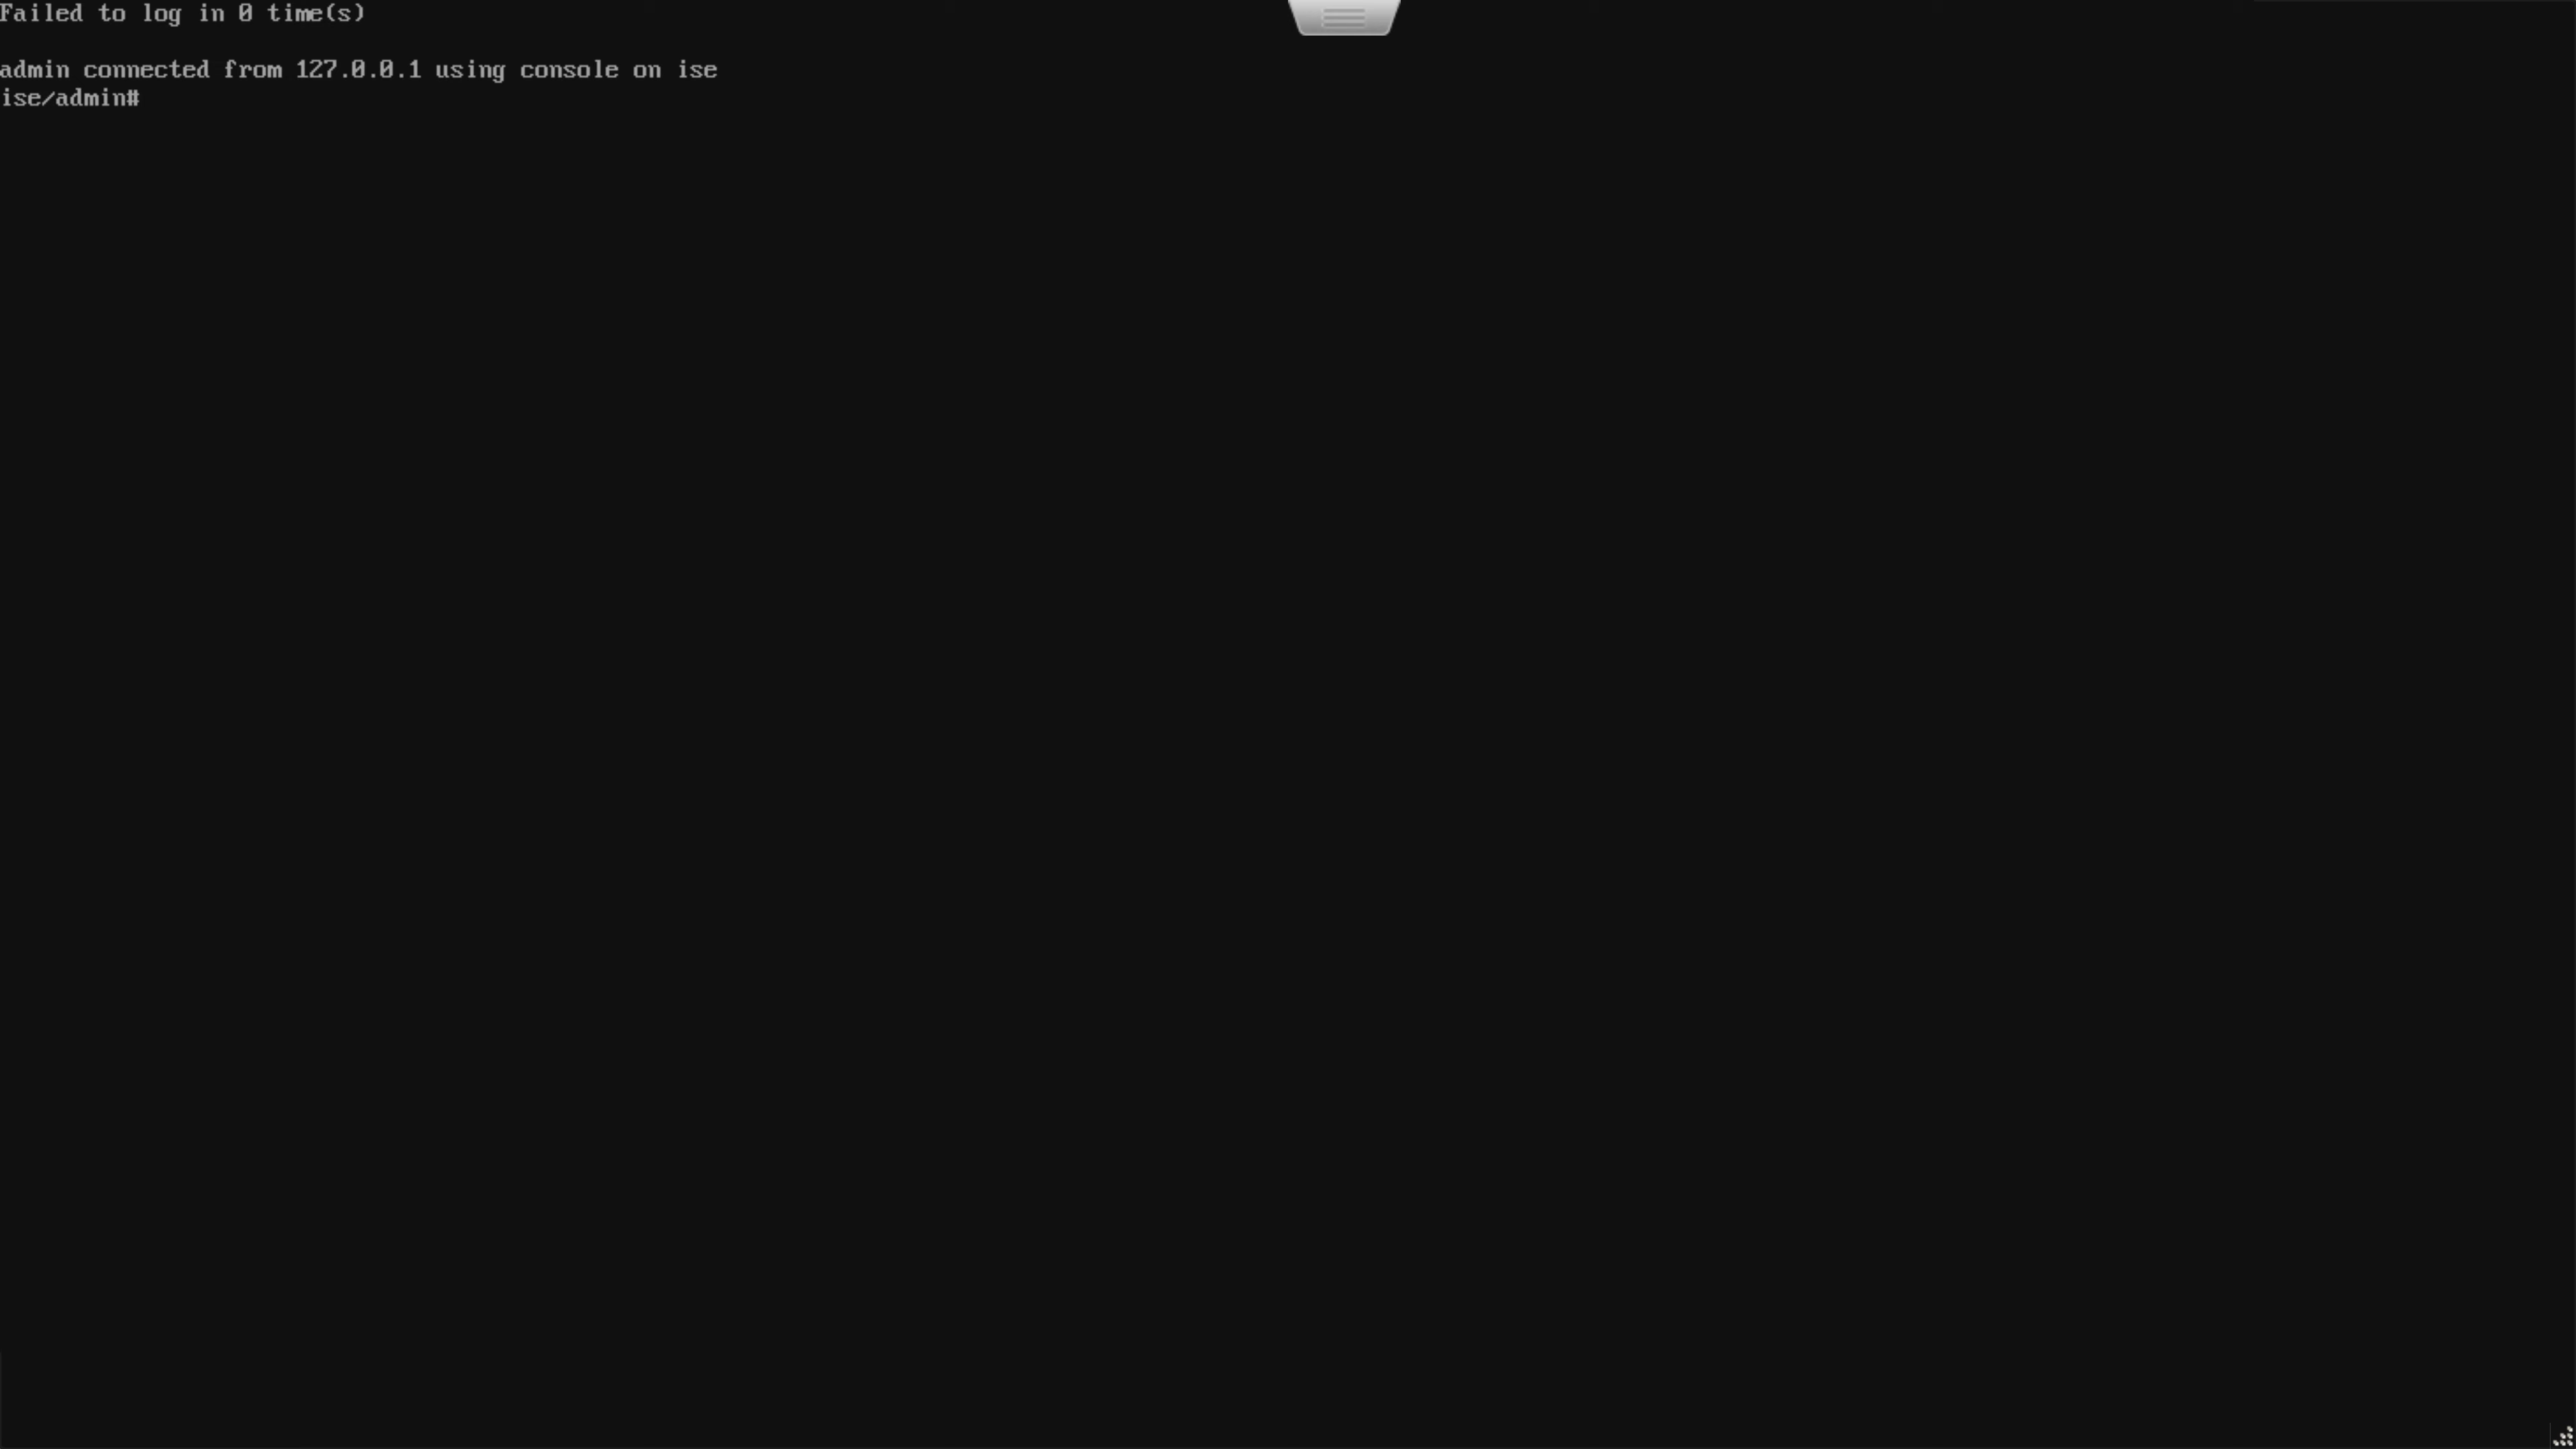 Failed to log in 0 time(s)
admin connected from 127.0.0.1 using console on ise
ise/admin#